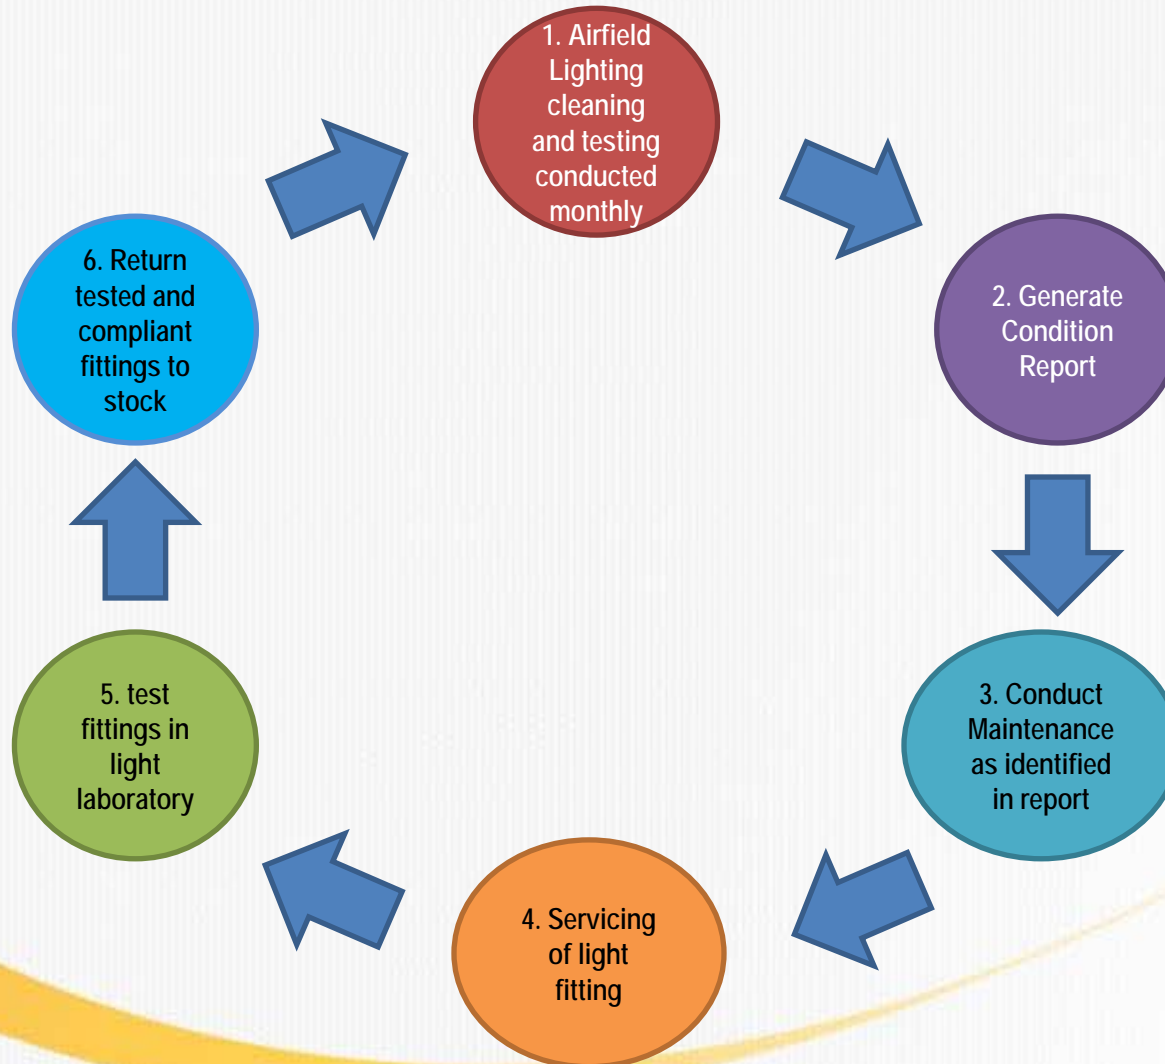 1. Airfield
Lighting
cleaning
and testing
conducted
monthly
2. Generate
Condition
Report
3. Conduct
Maintenance
as identified
in report
4. Servicing
of light
fitting
5. test
fittings in
light
laboratory
6. Return
tested and
compliant
fittings to
stock